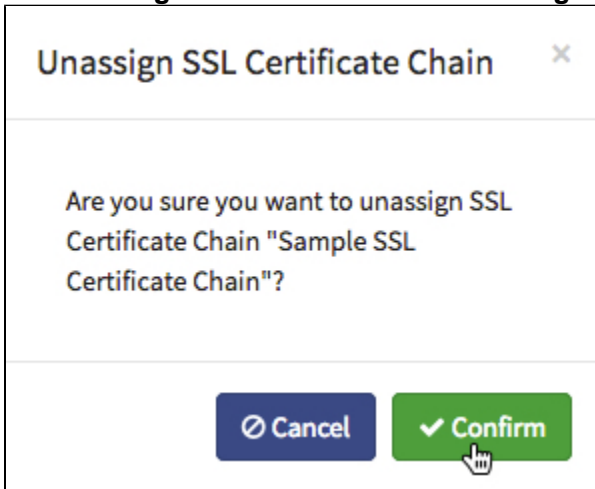 Unassign SSL Certificate Chain ×
Are you sure you want to unassign SSL
Certificate Chain "Sample SSL
Certificate Chain"?
Cancel
Confirm